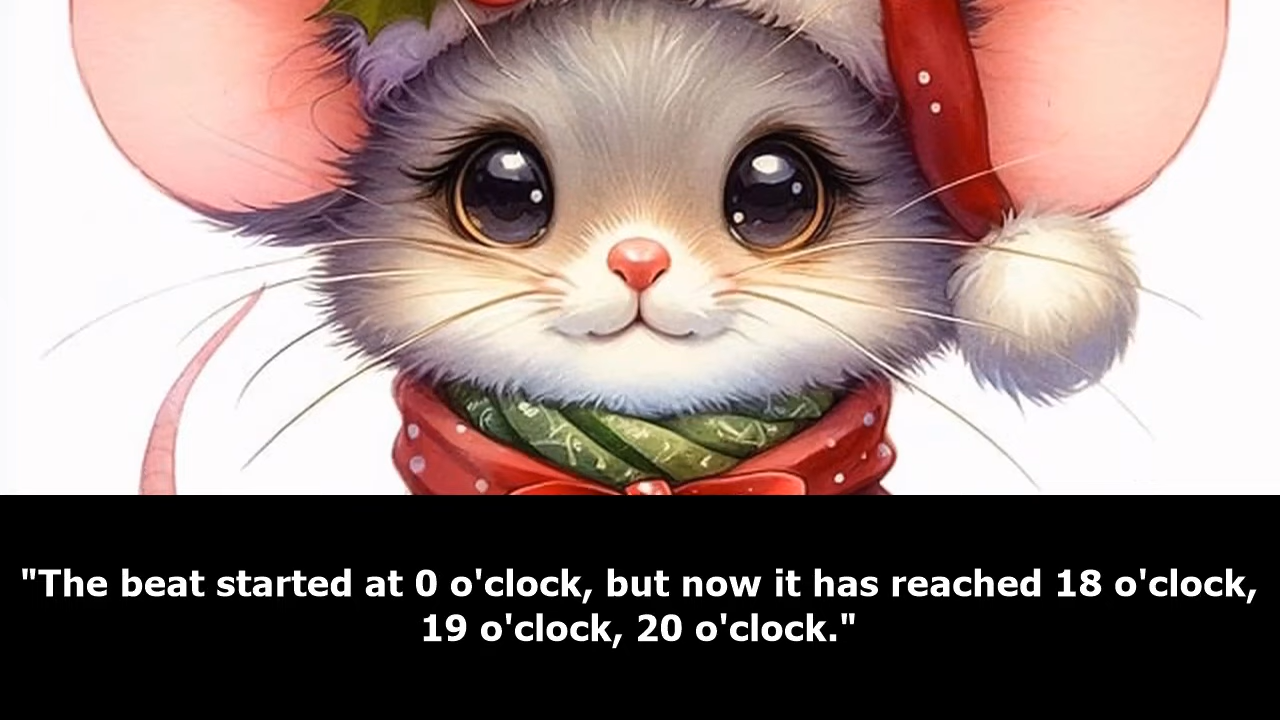 "The beat started at 0 o'clock, but now it has reached 18 o'clock,
19 o'clock, 20 o'clock."